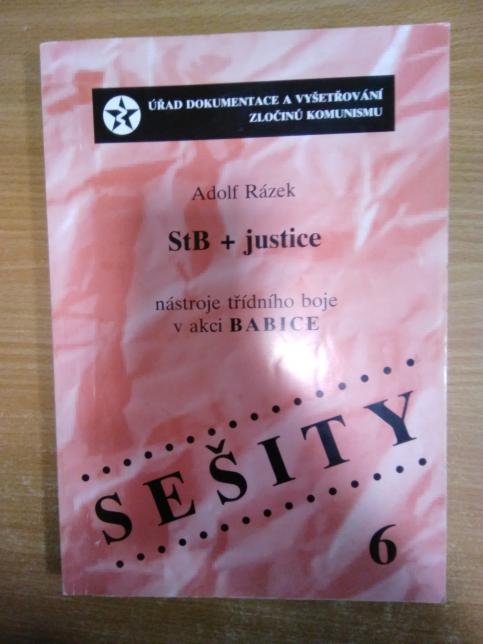 ÚŘAD DOKUMENTACE A VYŠETŘOVÁNÍ
ZLOČINŮ KOMUNISMU
Adolf Rázek
StB + justice
nástroje třídního boje
v akci BABICE
SEŠITY
6